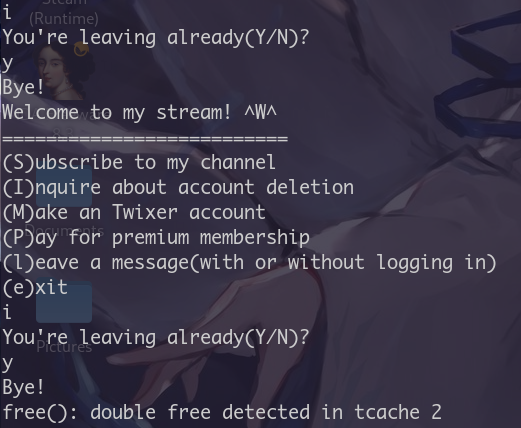 i
Steam
(Runtime)
You're leaving already(Y/N)?
y
Bye!
Welcome to my stream! ^W^
==========================
(S)ubscribe to my channel
(I)nquire about account deletion
(M)ake an Twixer account
(P)ay for premium membership
(l)eave a message(with or without logging in)
(e)xit
i
Pictures
You're leaving already(Y/N)?
y
Bye!
free(): double free detected in tcache 2